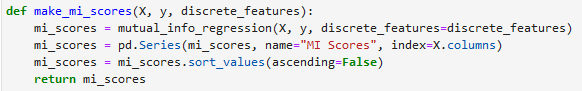 def make_mi_scores(X, y, discrete_features):
    mi_scores = mutual_info_regression(X, y, discrete_features=discrete_features)
    mi_scores = pd.Series(mi_scores, name="MI Scores", index=X.columns)
    mi_scores = mi_scores.sort_values(ascending=False)
    return mi_scores